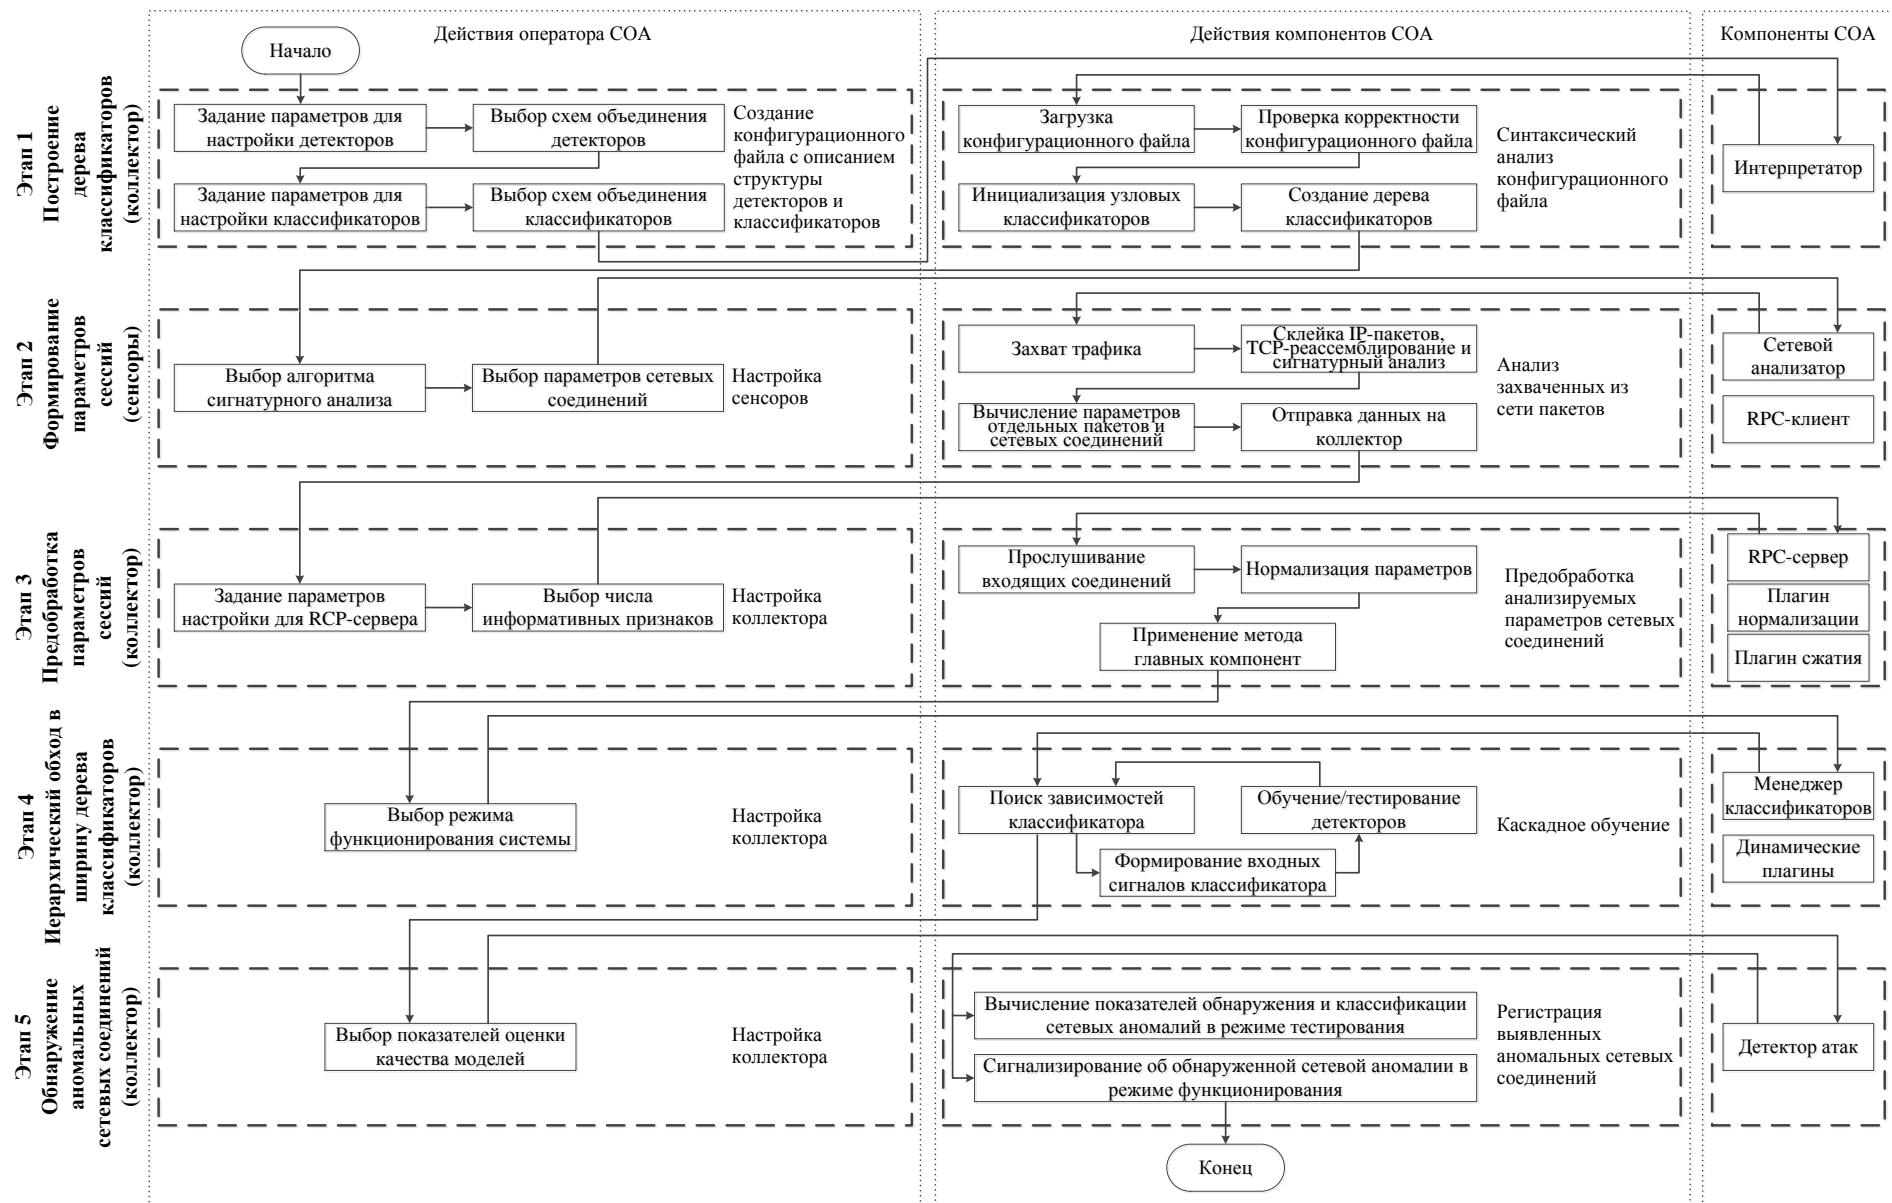 Действия оператора СОА
Действия компонентов СОА
Компоненты СОА
Начало
Этап 1
Построение
дерева
классификаторов
(коллектор)
Задание параметров для
настройки детекторов
Выбор схем объединения
детекторов
Задание параметров для
настройки классификаторов
Выбор схем объединения
классификаторов
Создание
конфигурационного
файла с описанием
структуры
детекторов и
классификаторов
Загрузка
конфигурационного файла
Проверка корректности
конфигурационного файла
Инициализация узловых
классификаторов
Создание дерева
классификаторов
Синтаксический
анализ
конфигурационного
файла
Интерпретатор
Этап 2
Формирование
параметров
сессий
(сенсоры)
Выбор алгоритма
сигнатурного анализа
Выбор параметров сетевых
соединений
Настройка
сенсоров
Захват трафика
Склейка IP-пакетов,
TCP-реассемблирование и
сигнатурный анализ
Вычисление параметров
отдельных пакетов и
сетевых соединений
Отправка данных на
коллектор
Анализ
захваченных из
сети пакетов
Сетевой
анализатор
RPC-клиент
Этап 3
Предобработка
параметров
сессий
(коллектор)
Задание параметров
настройки для RCP-сервера
Выбор числа
информативных признаков
Настройка
коллектора
Прослушивание
входящих соединений
Нормализация параметров
Применение метода
главных компонент
Предобработка
анализируемых
параметров сетевых
соединений
RPC-сервер
Плагин
нормализации
Плагин сжатия
Этап 4
Иерархический обход в
ширину дерева
классификаторов
(коллектор)
Выбор режима
функционирования системы
Настройка
коллектора
Поиск зависимостей
классификатора
Обучение/тестирование
детекторов
Формирование входных
сигналов классификатора
Каскадное обучение
Менеджер
классификаторов
Динамические
плагины
Этап 5
Обнаружение
аномальных
сетевых соединений
(коллектор)
Выбор показателей оценки
качества моделей
Настройка
коллектора
Вычисление показателей обнаружения и классификации
сетевых аномалий в режиме тестирования
Сигнализирование об обнаруженной сетевой аномалии в
режиме функционирования
Регистрация
выявленных
аномальных сетевых
соединений
Детектор атак
Конец